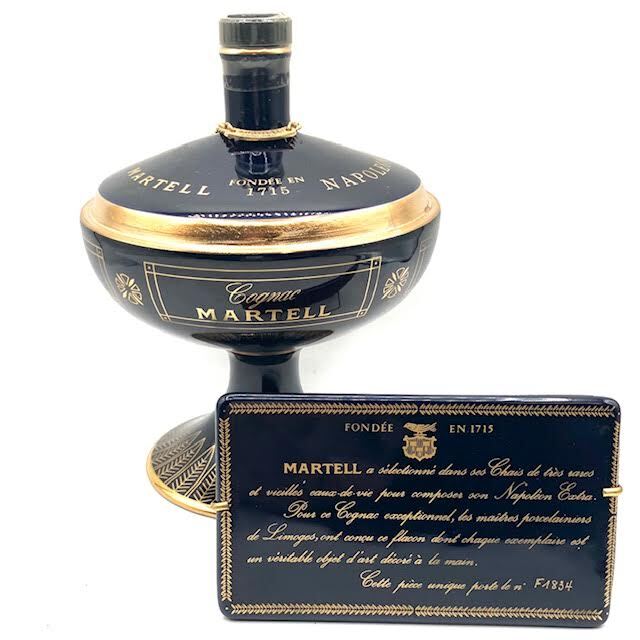 MARTELL FONDÉE EN NAPOLEON
1715
Cognac
MARTELL
FONDÉE EN 1715
MARTELL a sélectionné dans ses Chais de très rares
et vieilles eaux-de-vie pour composer son Napoléon Extra.
Pour ce Cognac exceptionnel, les maîtres porcelainiers
de Limoges, ont conçu ce flacon dont chaque exemplaire est
un véritable objet d'art décoré à la main.
Cette pièce unique porte le n° F1834